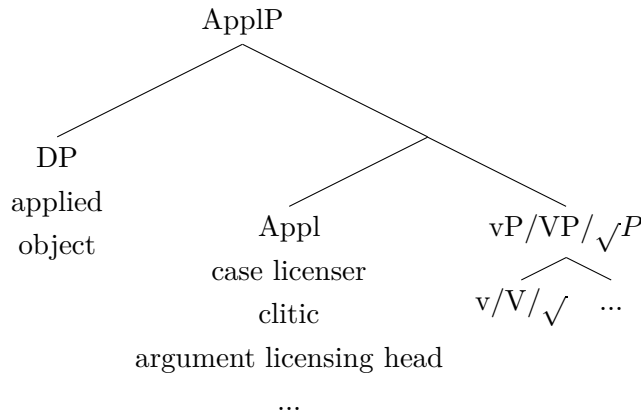 ApplP
DP
applied
object
Appl
case licenser
clitic
argument licensing head
...
vP/VP/√P
v/V/√ ...